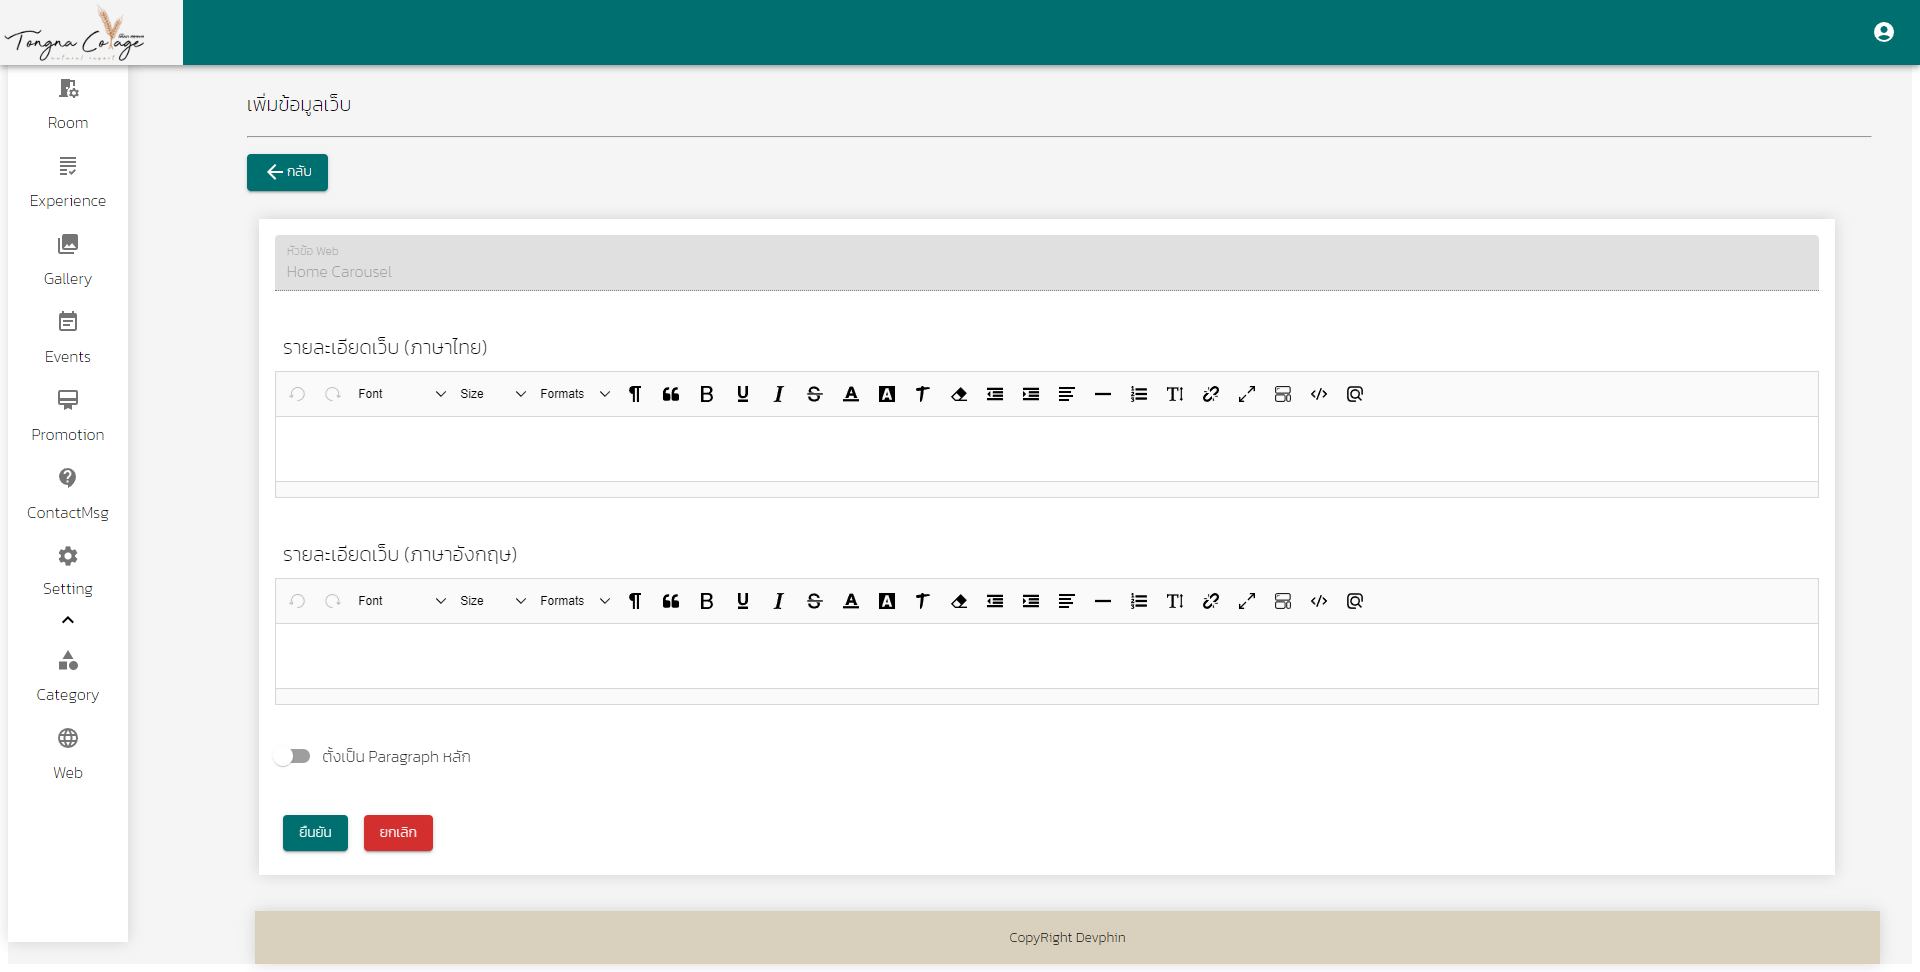 Tongna Cottage
natural resort
Room
Experience
Gallery
Events
Promotion
ContactMsg
Setting
Category
Web
เพิ่มข้อมูลเว็บ
กลับ
หัวข้อ Web
Home Carousel
รายละเอียดเว็บ (ภาษาไทย)
Font Size Formats
รายละเอียดเว็บ (ภาษาอังกฤษ)
Font Size Formats
ตั้งเป็น Paragraph หลัก
ยืนยัน ยกเลิก
CopyRight Devphin